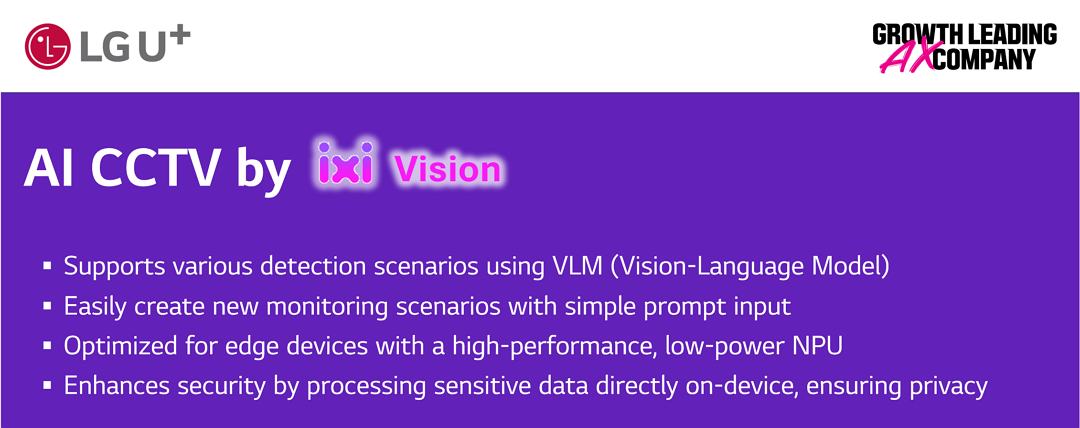 LG U+
GROWTH LEADING
AX COMPANY
AI CCTV by ixi Vision
▪ Supports various detection scenarios using VLM (Vision-Language Model)
▪ Easily create new monitoring scenarios with simple prompt input
▪ Optimized for edge devices with a high-performance, low-power NPU
▪ Enhances security by processing sensitive data directly on-device, ensuring privacy